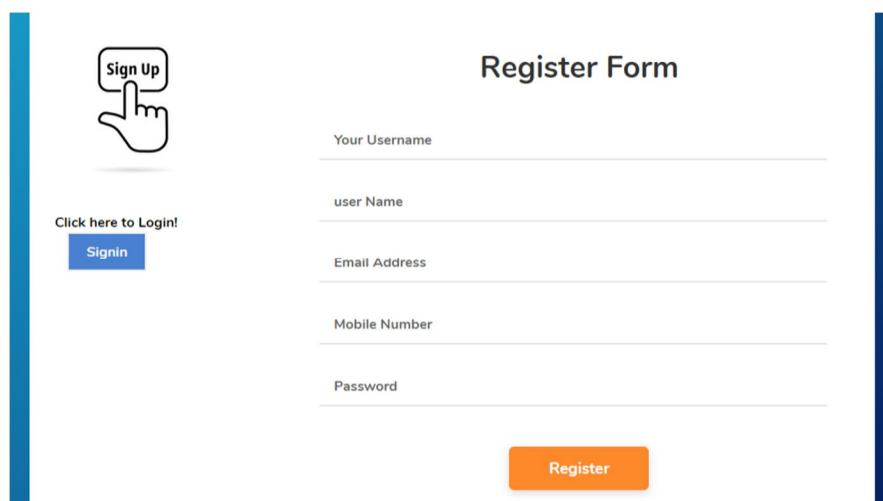 Sign Up
Click here to Login!
Signin
Register Form
Your Username
user Name
Email Address
Mobile Number
Password
Register